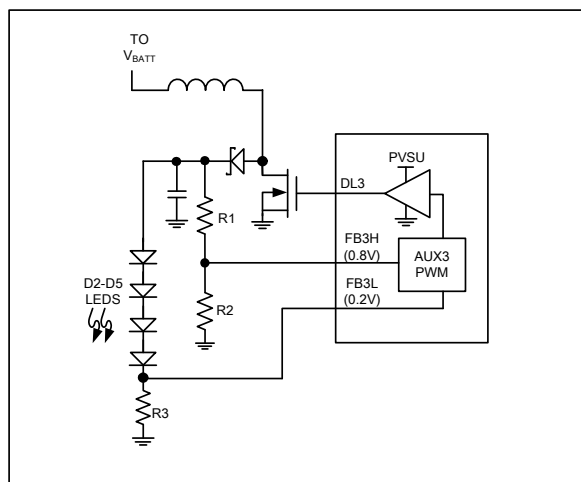 TO
VBATT
PVSU
DL3
R1
FB3H
(0.8V)
AUX3
PWM
FB3L
(0.2V)
D2-D5
LEDS
R2
R3